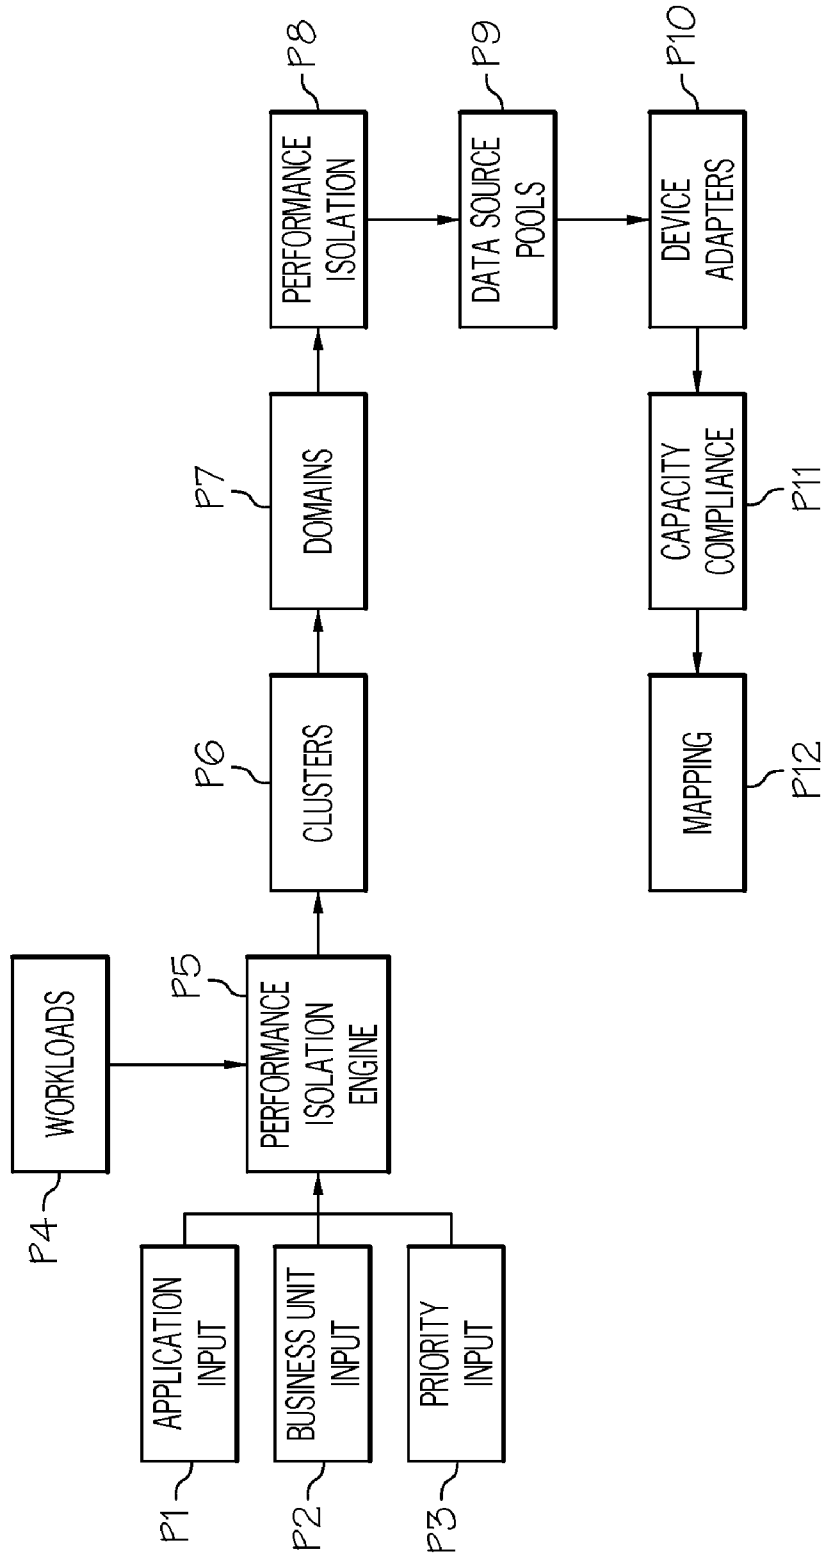 P1
APPLICATION
INPUT
P2
BUSINESS UNIT
INPUT
P3
PRIORITY
INPUT
P4
WORKLOADS
P5
PERFORMANCE
ISOLATION
ENGINE
P6
CLUSTERS
P7
DOMAINS
P8
PERFORMANCE
ISOLATION
P9
DATA SOURCE
POOLS
P10
DEVICE
ADAPTERS
P11
CAPACITY
COMPLIANCE
P12
MAPPING